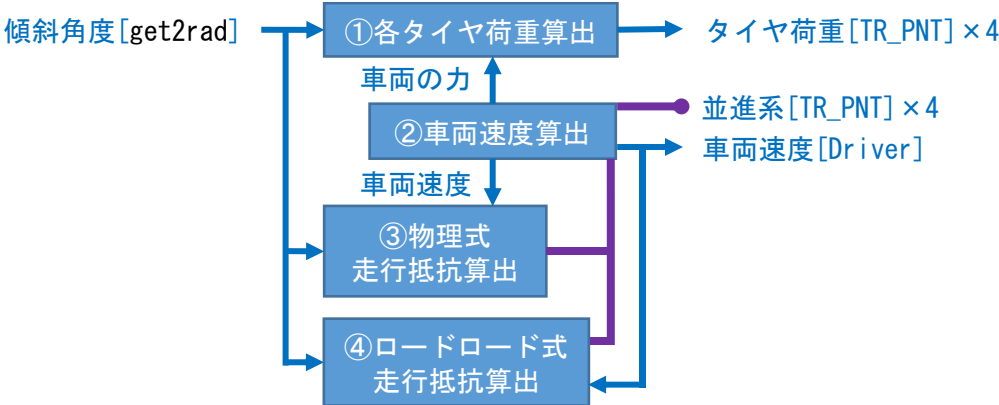 傾斜角度[get2rad]
①各タイヤ荷重算出
タイヤ荷重[TR_PNT]×4
車両の力
並進系[TR_PNT]×4
②車両速度算出
車両速度[Driver]
車両速度
③物理式
走行抵抗算出
④ロードロード式
走行抵抗算出